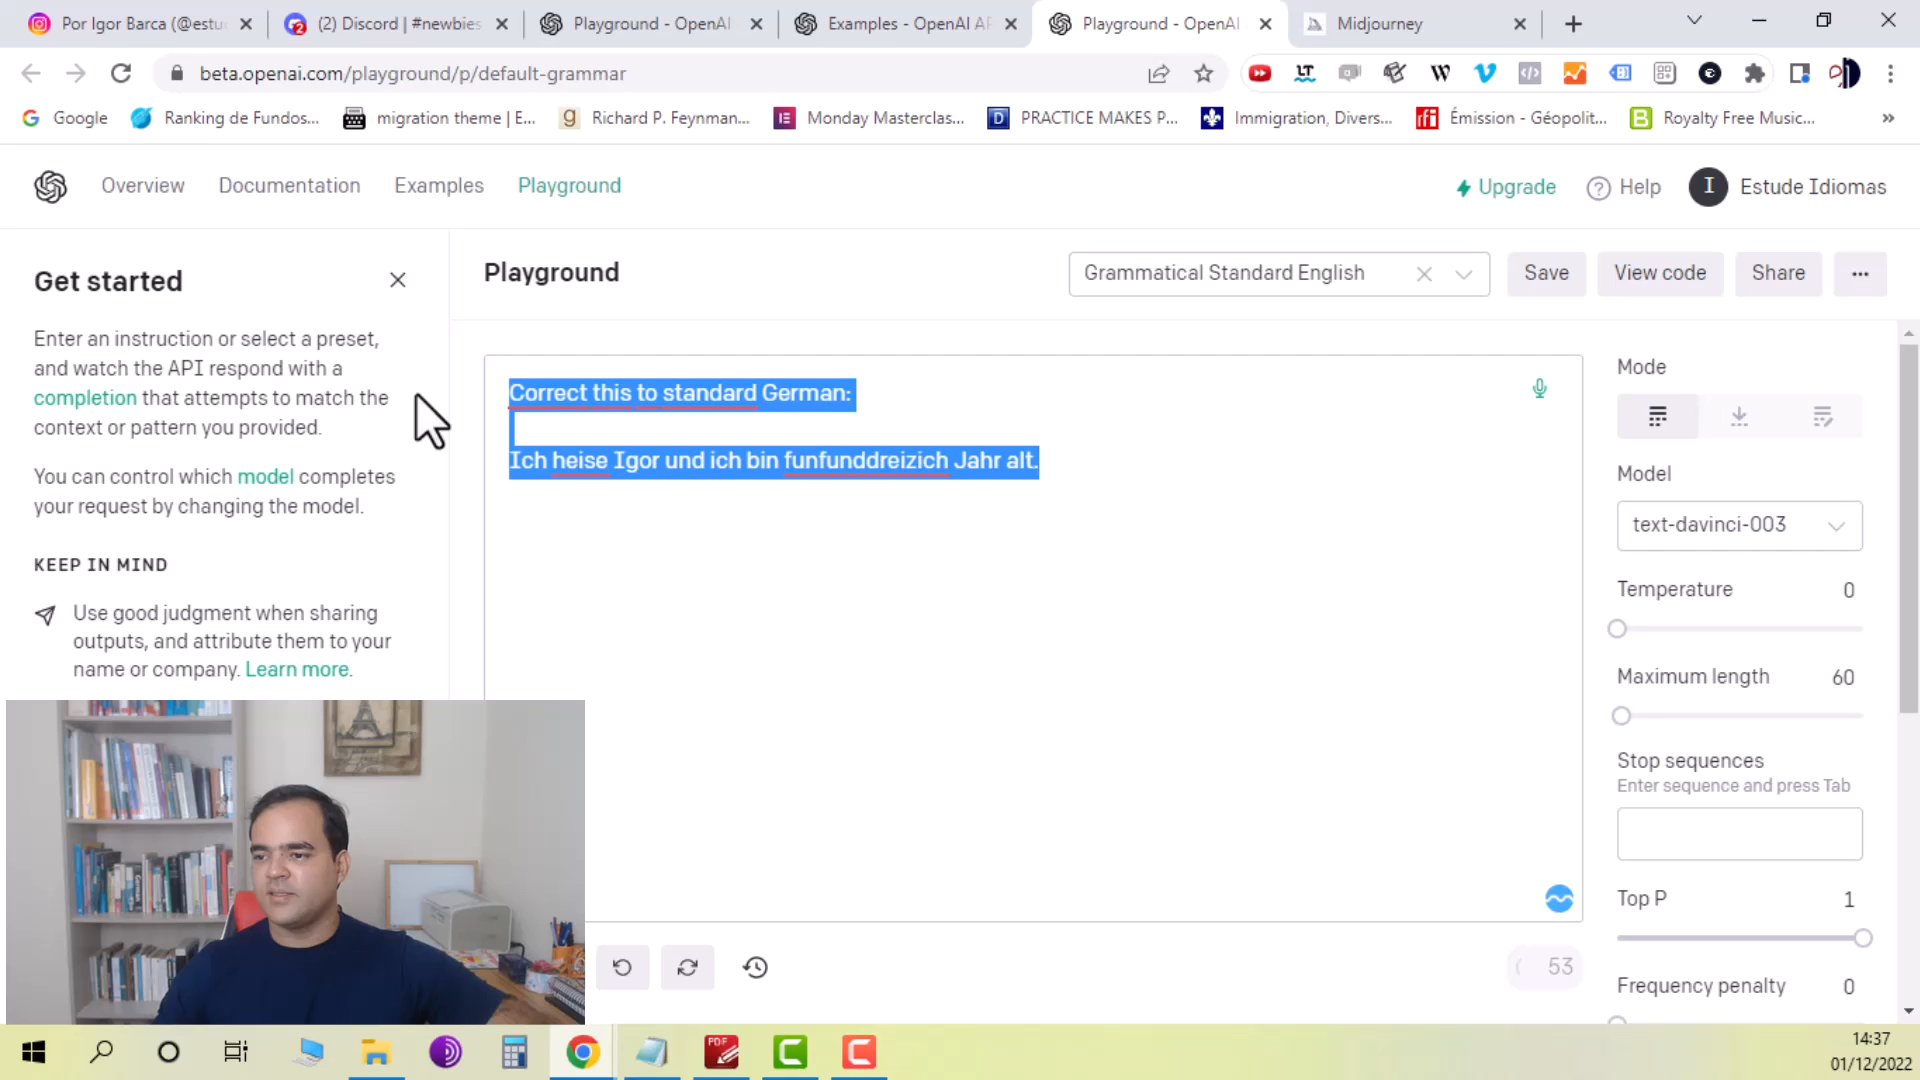 Por Igor Barca (@estu
(2) Discord | #newbies
Playground - OpenAI
Examples - OpenAI AP
Playground - OpenAI
Midjourney
beta.openai.com/playground/p/default-grammar
Google
Ranking de Fundos...
migration theme | E...
Richard P. Feynman...
Monday Masterclas...
PRACTICE MAKES P...
Immigration, Divers...
Émission - Géopolit...
Royalty Free Music...
Overview
Documentation
Examples
Playground
Upgrade
Help
I
Estude Idiomas
Get started
Playground
Grammatical Standard English
Save
View code
Share
Enter an instruction or select a preset,
and watch the API respond with a
completion that attempts to match the
context or pattern you provided.
You can control which model completes
your request by changing the model.
KEEP IN MIND
Use good judgment when sharing
outputs, and attribute them to your
name or company. Learn more.
Correct this to standard German:
Ich heise Igor und ich bin funfunddreizich Jahr alt.
Mode
Model
text-davinci-003
Temperature 0
Maximum length 60
Stop sequences
Enter sequence and press Tab
Top P 1
Frequency penalty 0
53
14:37
01/12/2022